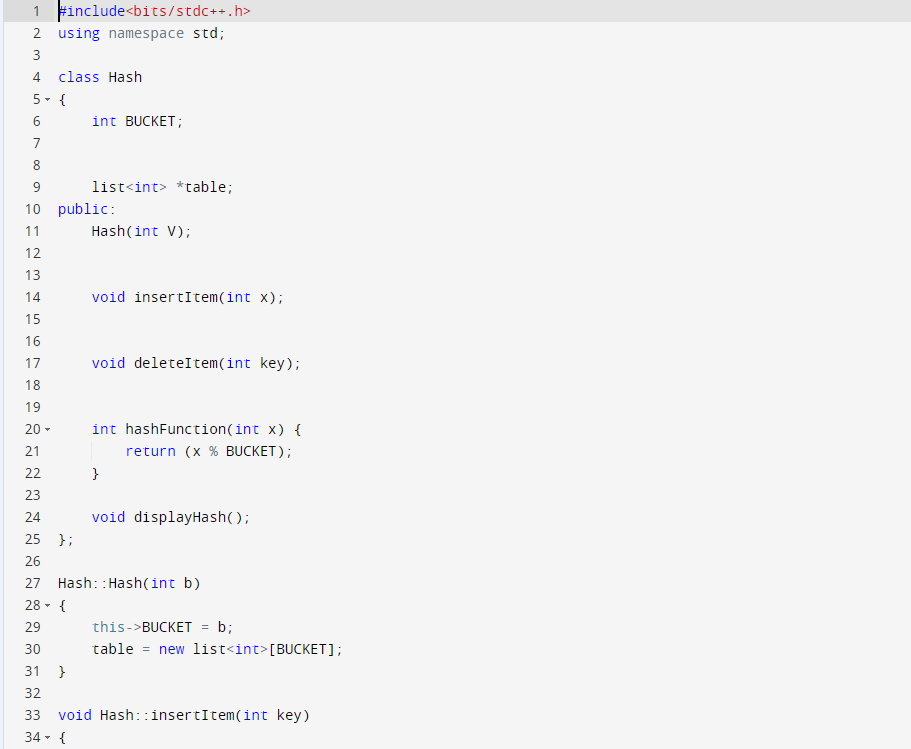 1 #include<bits/stdc++.h>
2 using namespace std;
3
4 class Hash
5 {
6     int BUCKET;
7
8
9     list<int> *table;
10 public:
11     Hash(int V);
12
13
14     void insertItem(int x);
15
16
17     void deleteItem(int key);
18
19
20     int hashFunction(int x) {
21         return (x % BUCKET);
22     }
23
24     void displayHash();
25 };
26
27 Hash::Hash(int b)
28 {
29     this->BUCKET = b;
30     table = new list<int>[BUCKET];
31 }
32
33 void Hash::insertItem(int key)
34 {